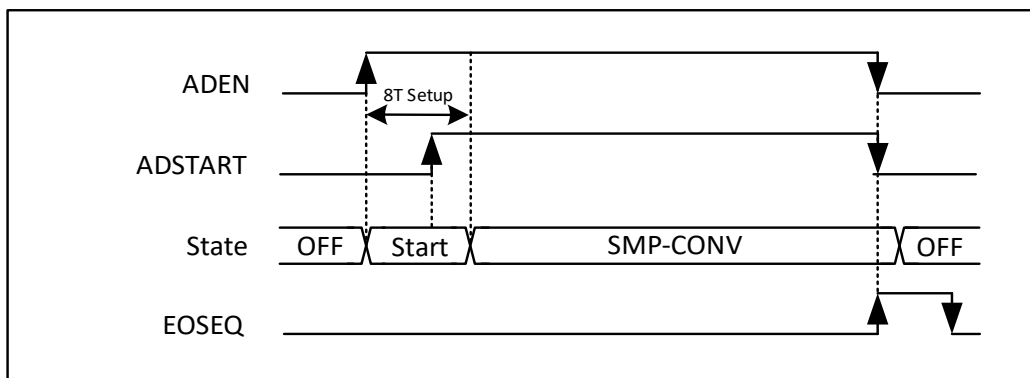 ADEN
8T Setup
ADSTART
State OFF Start SMP-CONV OFF
EOSEQ